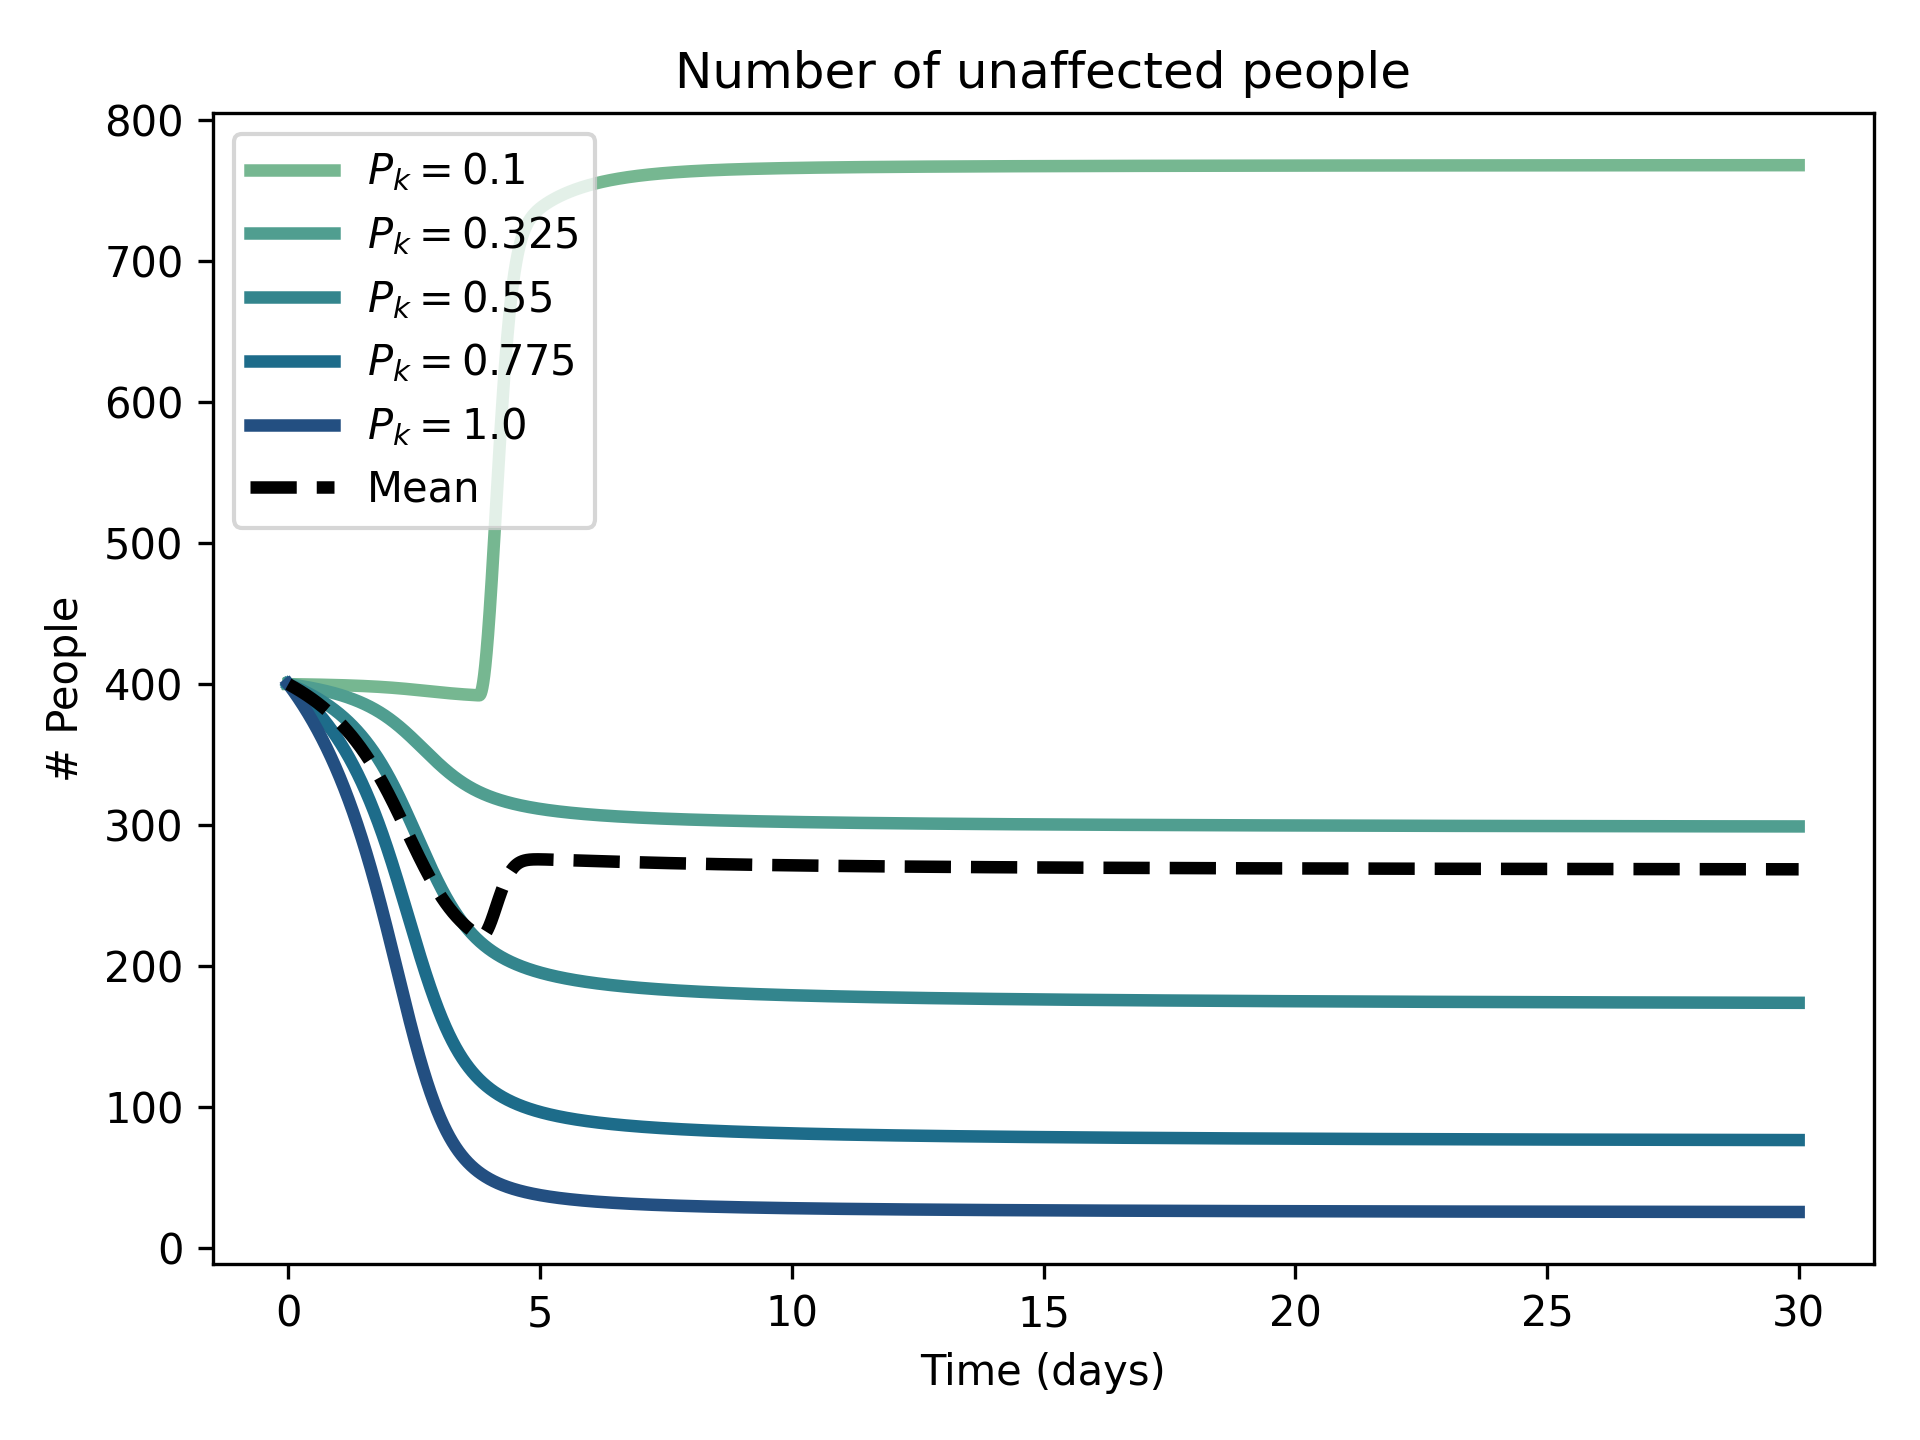 Number of unaffected people
800
700
600
500
400
300
200
100
0
# People
P_k = 0.1
P_k = 0.325
P_k = 0.55
P_k = 0.775
P_k = 1.0
Mean
0 5 10 15 20 25 30
Time (days)